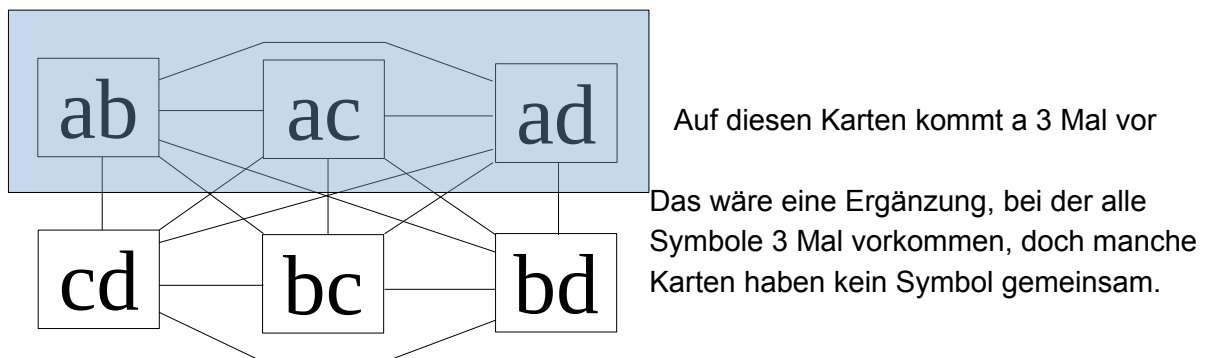 ab ac ad
Auf diesen Karten kommt a 3 Mal vor
Das wäre eine Ergänzung, bei der alle
Symbole 3 Mal vorkommen, doch manche
Karten haben kein Symbol gemeinsam.
cd bc bd